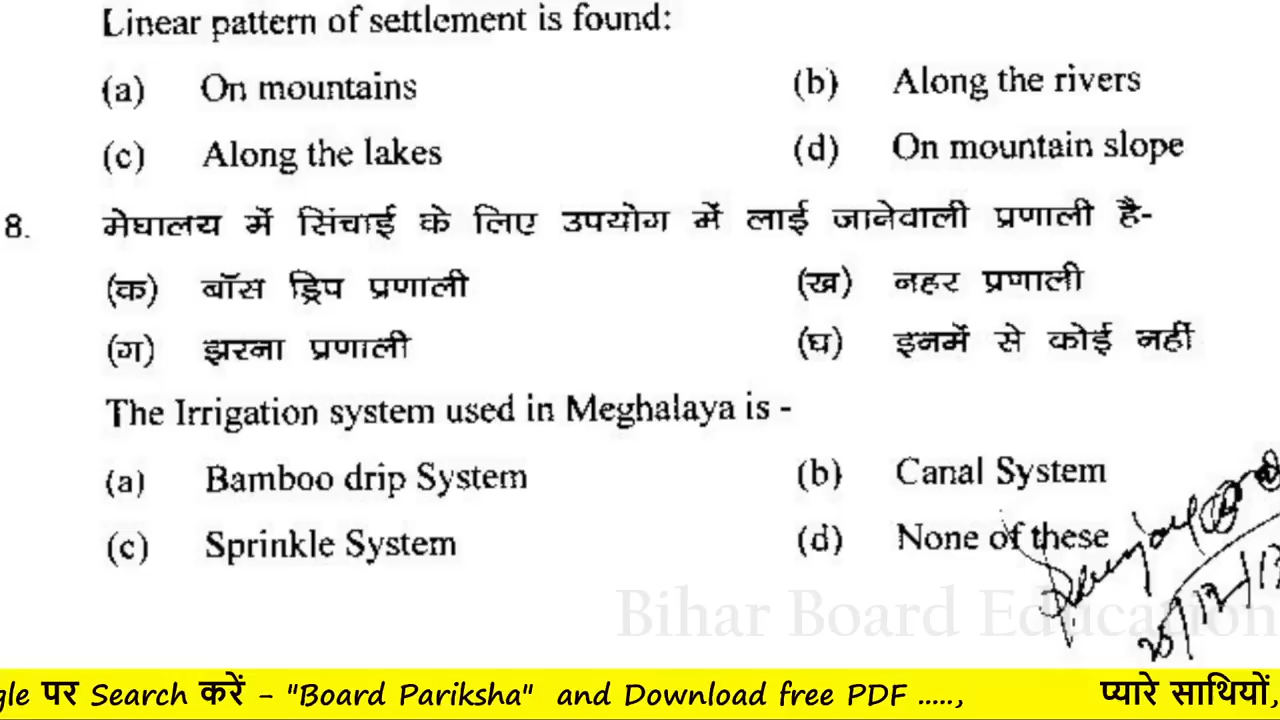 Linear pattern of settlement is found:
(a) On mountains (b) Along the rivers
(c) Along the lakes (d) On mountain slope
8. मेघालय में सिंचाई के लिए उपयोग में लाई जानेवाली प्रणाली है-
(क) बॉस ड्रिप प्रणाली (ख) नहर प्रणाली
(ग) झरना प्रणाली (घ) इनमें से कोई नहीं
The Irrigation system used in Meghalaya is -
(a) Bamboo drip System (b) Canal System
(c) Sprinkle System (d) None of these
Bihar Board Education
gle पर Search करें - "Board Pariksha" and Download free PDF ....., प्यारे साथियों,